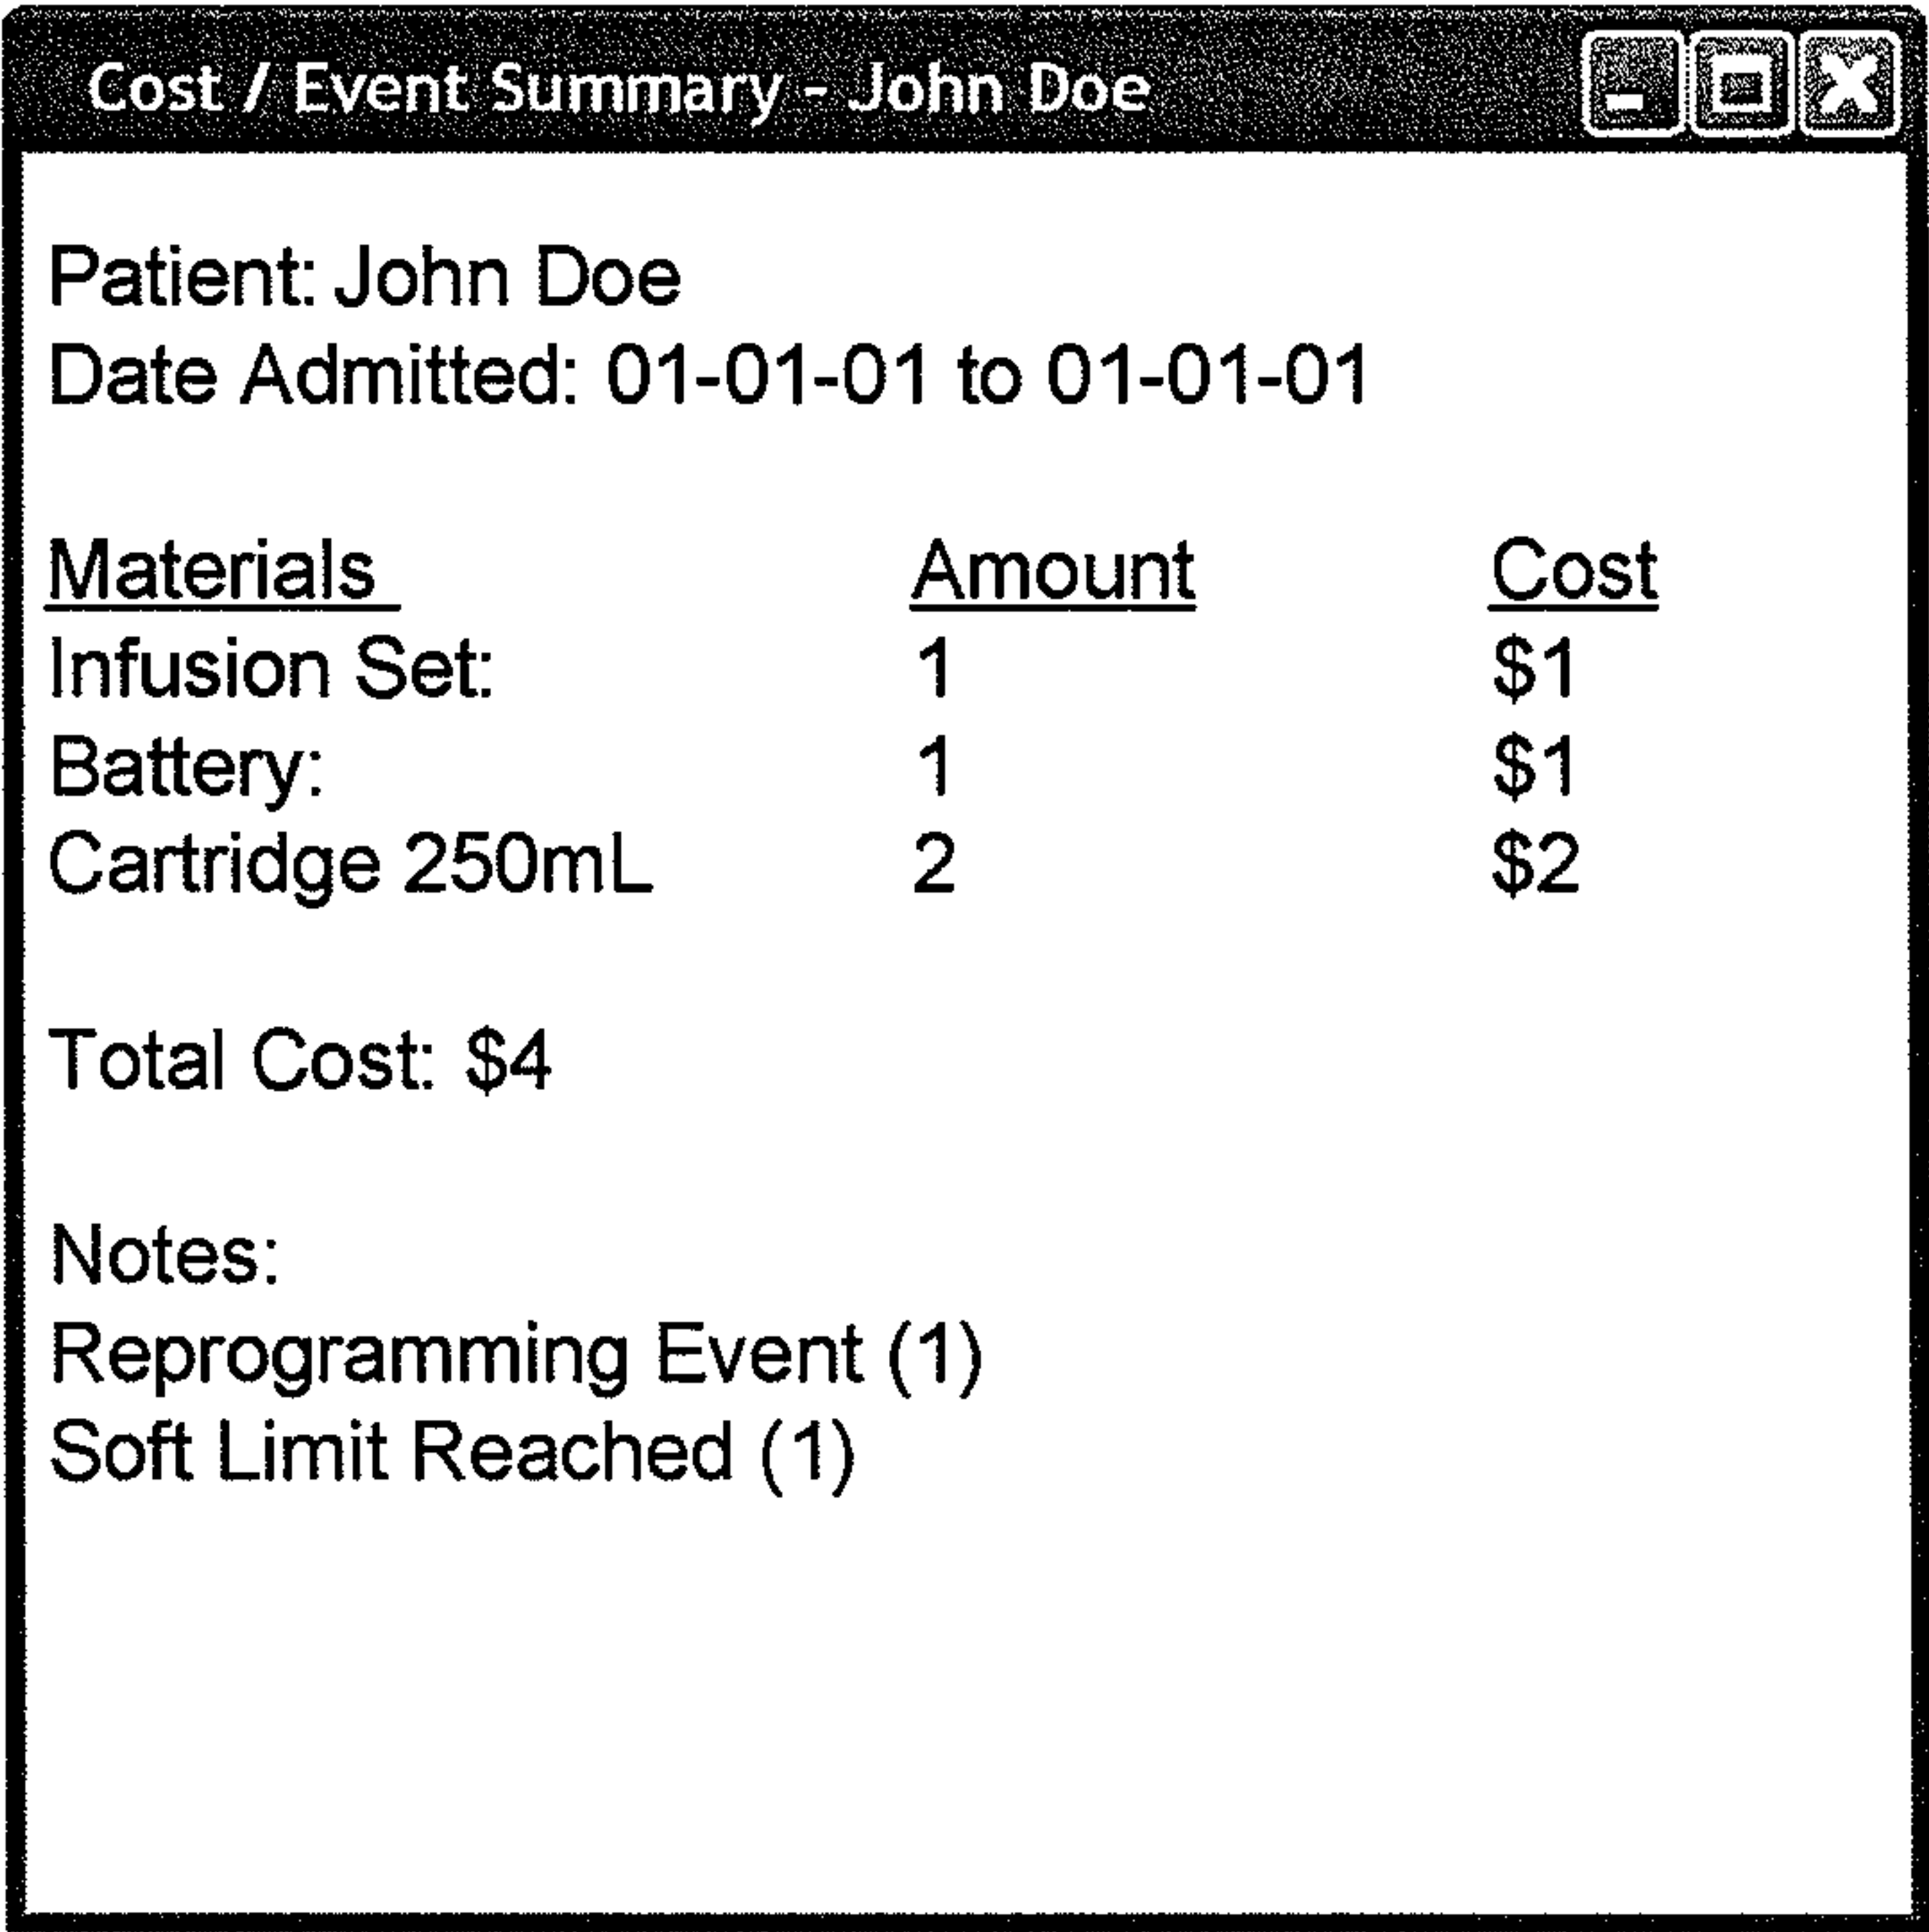 Cost / Event Summary - John Doe
Patient: John Doe
Date Admitted: 01-01-01 to 01-01-01
Materials Amount Cost
Infusion Set: 1 $1
Battery: 1 $1
Cartridge 250mL 2 $2
Total Cost: $4
Notes:
Reprogramming Event (1)
Soft Limit Reached (1)